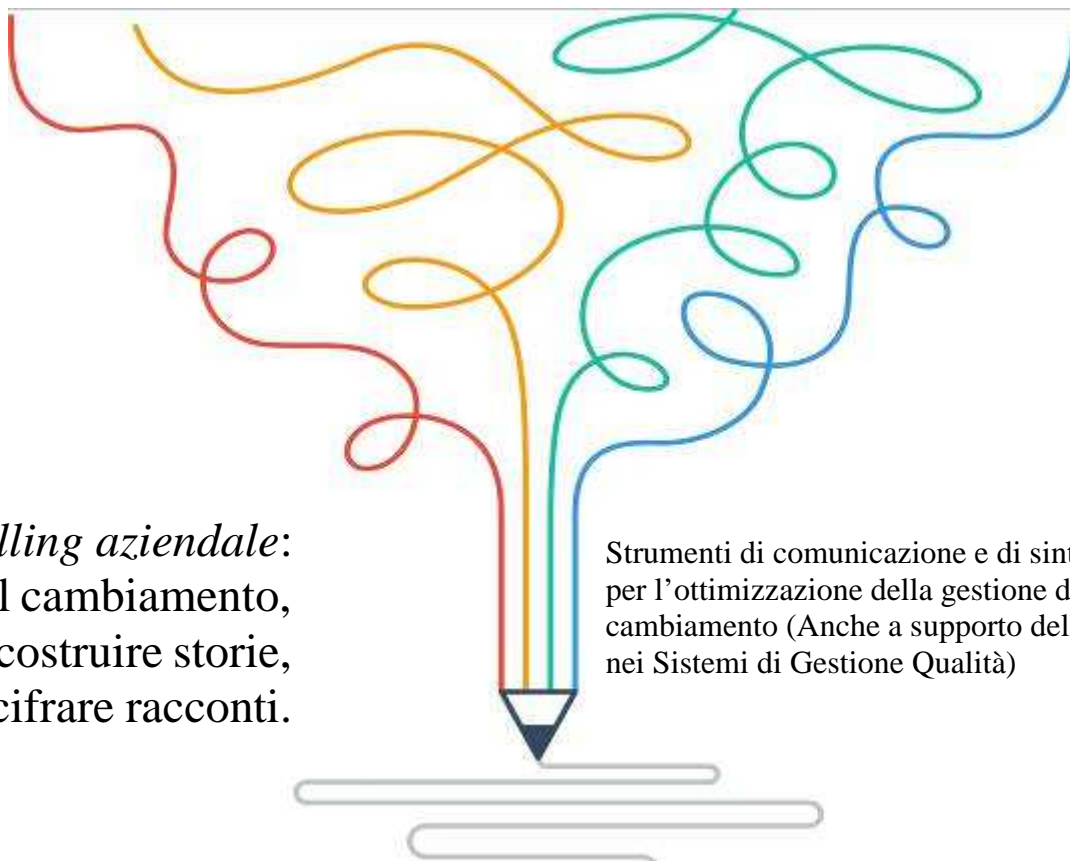 lling aziendale:
l cambiamento,
costruire storie,
cifrare racconti.
Strumenti di comunicazione e di sint
per l’ottimizzazione della gestione d
cambiamento (Anche a supporto del
nei Sistemi di Gestione Qualità)